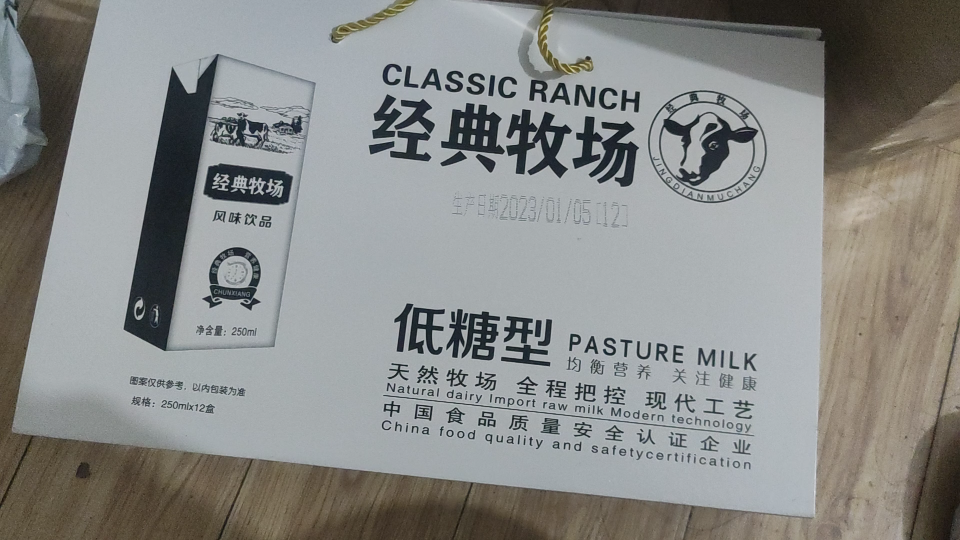 CLASSIC RANCH
经典牧场
经典牧场
JINGDIANMUCHANG
生产日期2023/01/05[12]
经典牧场
风味饮品
CHUNXIANG
净含量：250ml
图案仅供参考，以内包装为准
规格：250mlx12盒
低糖型
PASTURE MILK
均衡营养 关注健康
天然牧场 全程把控 现代工艺
Natural dairy Import raw milk Modern technology
中国食品质量安全认证企业
China food quality and safetycertification